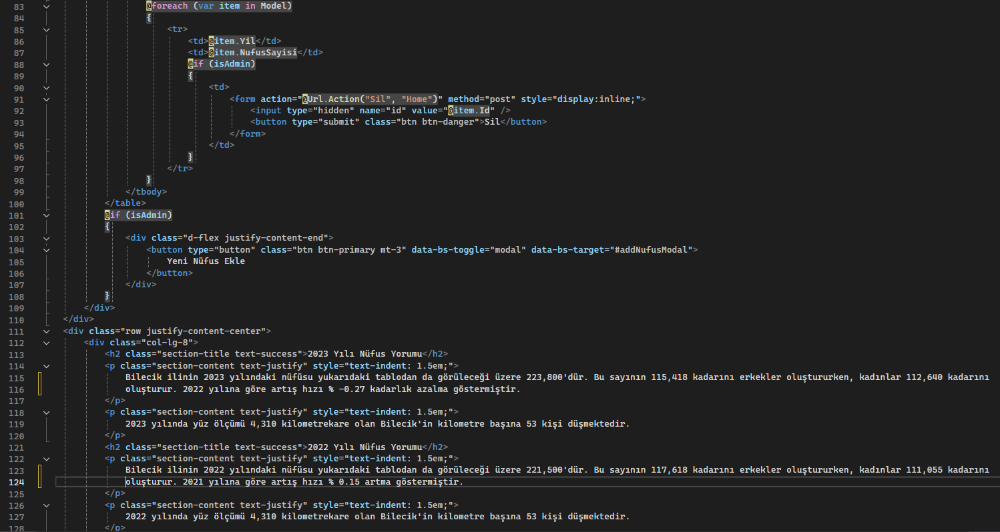 83 @foreach (var item in Model)
84 {
85 <tr>
86 <td>@item.Yil</td>
87 <td>@item.NufusSayisi</td>
88 @if (isAdmin)
89 {
90 <td>
91 <form action="@Url.Action("Sil", "Home")" method="post" style="display:inline;">
92 <input type="hidden" name="id" value="@item.Id" />
93 <button type="submit" class="btn btn-danger">Sil</button>
94 </form>
95 </td>
96 }
97 </tr>
98 }
99 </tbody>
100 </table>
101 @if (isAdmin)
102 {
103 <div class="d-flex justify-content-end">
104 <button type="button" class="btn btn-primary mt-3" data-bs-toggle="modal" data-bs-target="#addNufusModal">
105 Yeni Nüfus Ekle
106 </button>
107 </div>
108 }
109 </div>
110 </div>
111 <div class="row justify-content-center">
112 <div class="col-lg-8">
113 <h2 class="section-title text-success">2023 Yılı Nüfus Yorumu</h2>
114 <p class="section-content text-justify" style="text-indent: 1.5em;">
115 Bilecik ilinin 2023 yılındaki nüfüsu yukarıdaki tablodan da görüleceği üzere 223,800'dür. Bu sayının 115,418 kadarını erkekler oluştururken, kadınlar 112,640 kadarını
116 oluşturur. 2022 yılına göre artış hızı % -0.27 kadarlık azalma göstermiştir.
117 </p>
118 <p class="section-content text-justify" style="text-indent: 1.5em;">
119 2023 yılında yüz ölçümü 4,310 kilometrekare olan Bilecik'in kilometre başına 53 kişi düşmektedir.
120 </p>
121 <h2 class="section-title text-success">2022 Yılı Nüfus Yorumu</h2>
122 <p class="section-content text-justify" style="text-indent: 1.5em;">
123 Bilecik ilinin 2022 yılındaki nüfüsu yukarıdaki tablodan da görüleceği üzere 221,500'dür. Bu sayının 117,618 kadarını erkekler oluştururken, kadınlar 111,055 kadarını
124 oluşturur. 2021 yılına göre artış hızı % 0.15 artma göstermiştir.
125 </p>
126 <p class="section-content text-justify" style="text-indent: 1.5em;">
127 2022 yılında yüz ölçümü 4,310 kilometrekare olan Bilecik'in kilometre başına 53 kişi düşmektedir.
128 </p>